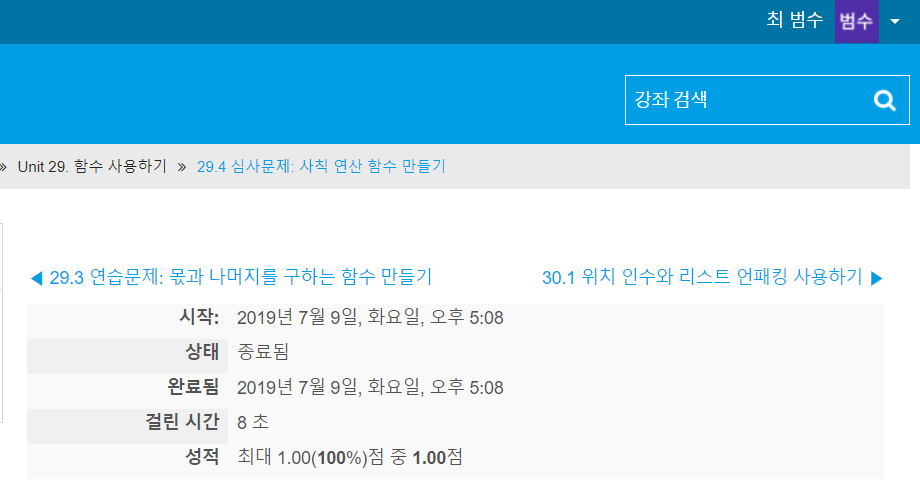 최 범수 범수
강좌 검색
» Unit 29. 함수 사용하기 » 29.4 심사문제: 사칙 연산 함수 만들기
◀ 29.3 연습문제: 몫과 나머지를 구하는 함수 만들기 30.1 위치 인수와 리스트 언패킹 사용하기 ▶
시작: 2019년 7월 9일, 화요일, 오후 5:08
상태 종료됨
완료됨 2019년 7월 9일, 화요일, 오후 5:08
걸린 시간 8 초
성적 최대 1.00(100%)점 중 1.00점